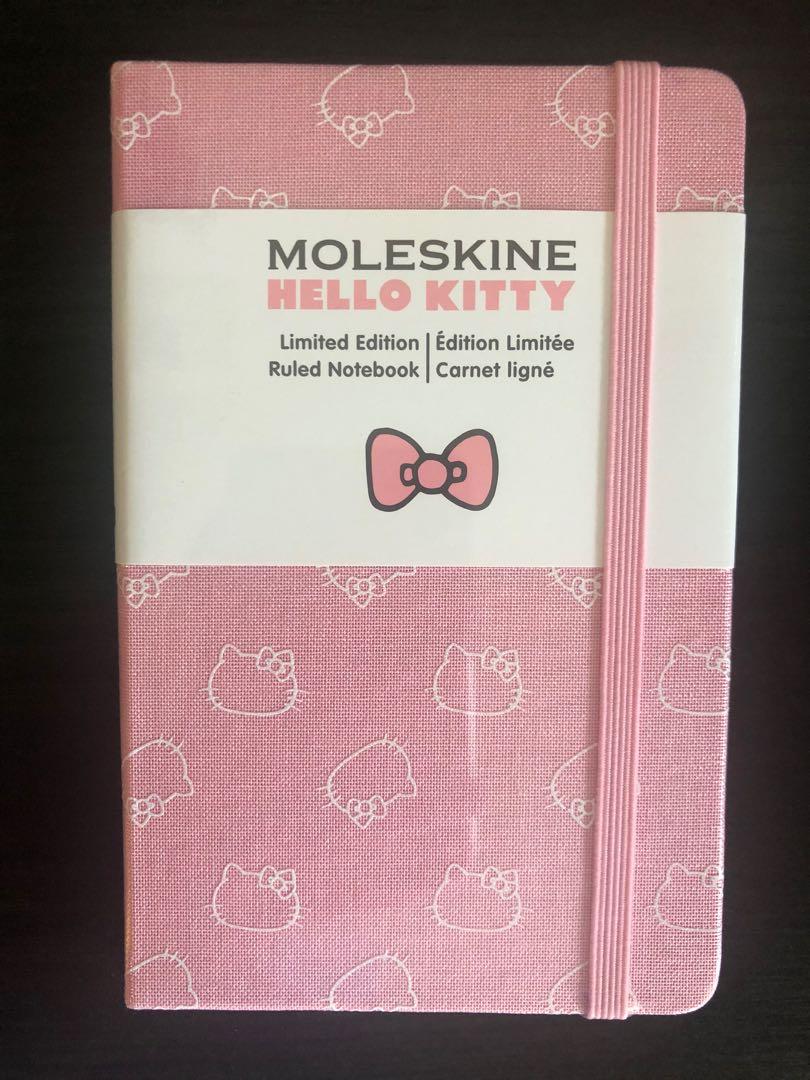 MOLESKINE
HELLO KITTY
Limited Edition | Édition Limitée
Ruled Notebook | Carnet ligné